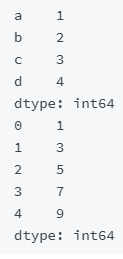 a    1
b    2
c    3
d    4
dtype: int64
0    1
1    3
2    5
3    7
4    9
dtype: int64